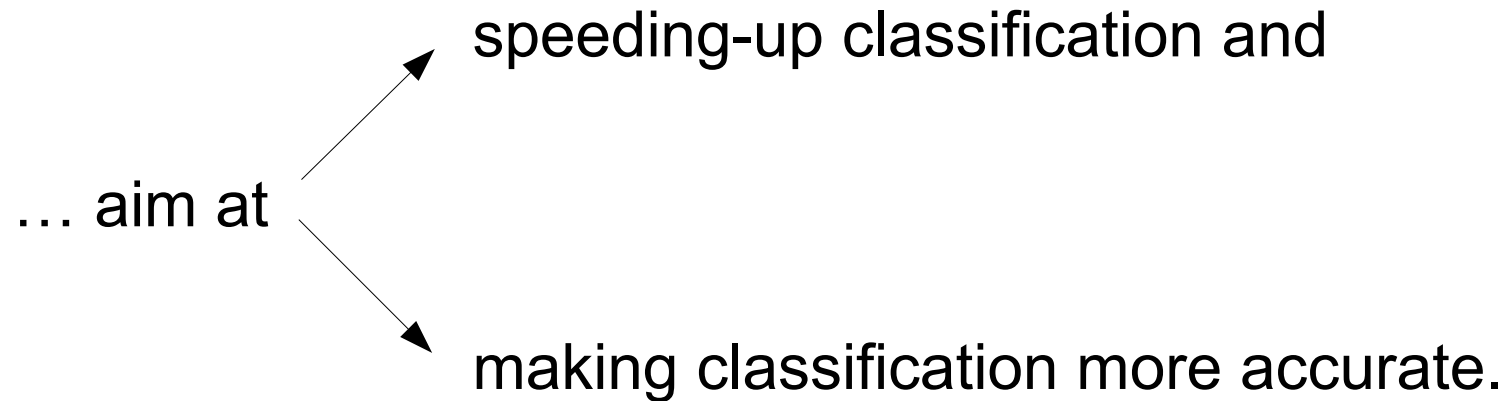 speeding-up classification and
… aim at
making classification more accurate.